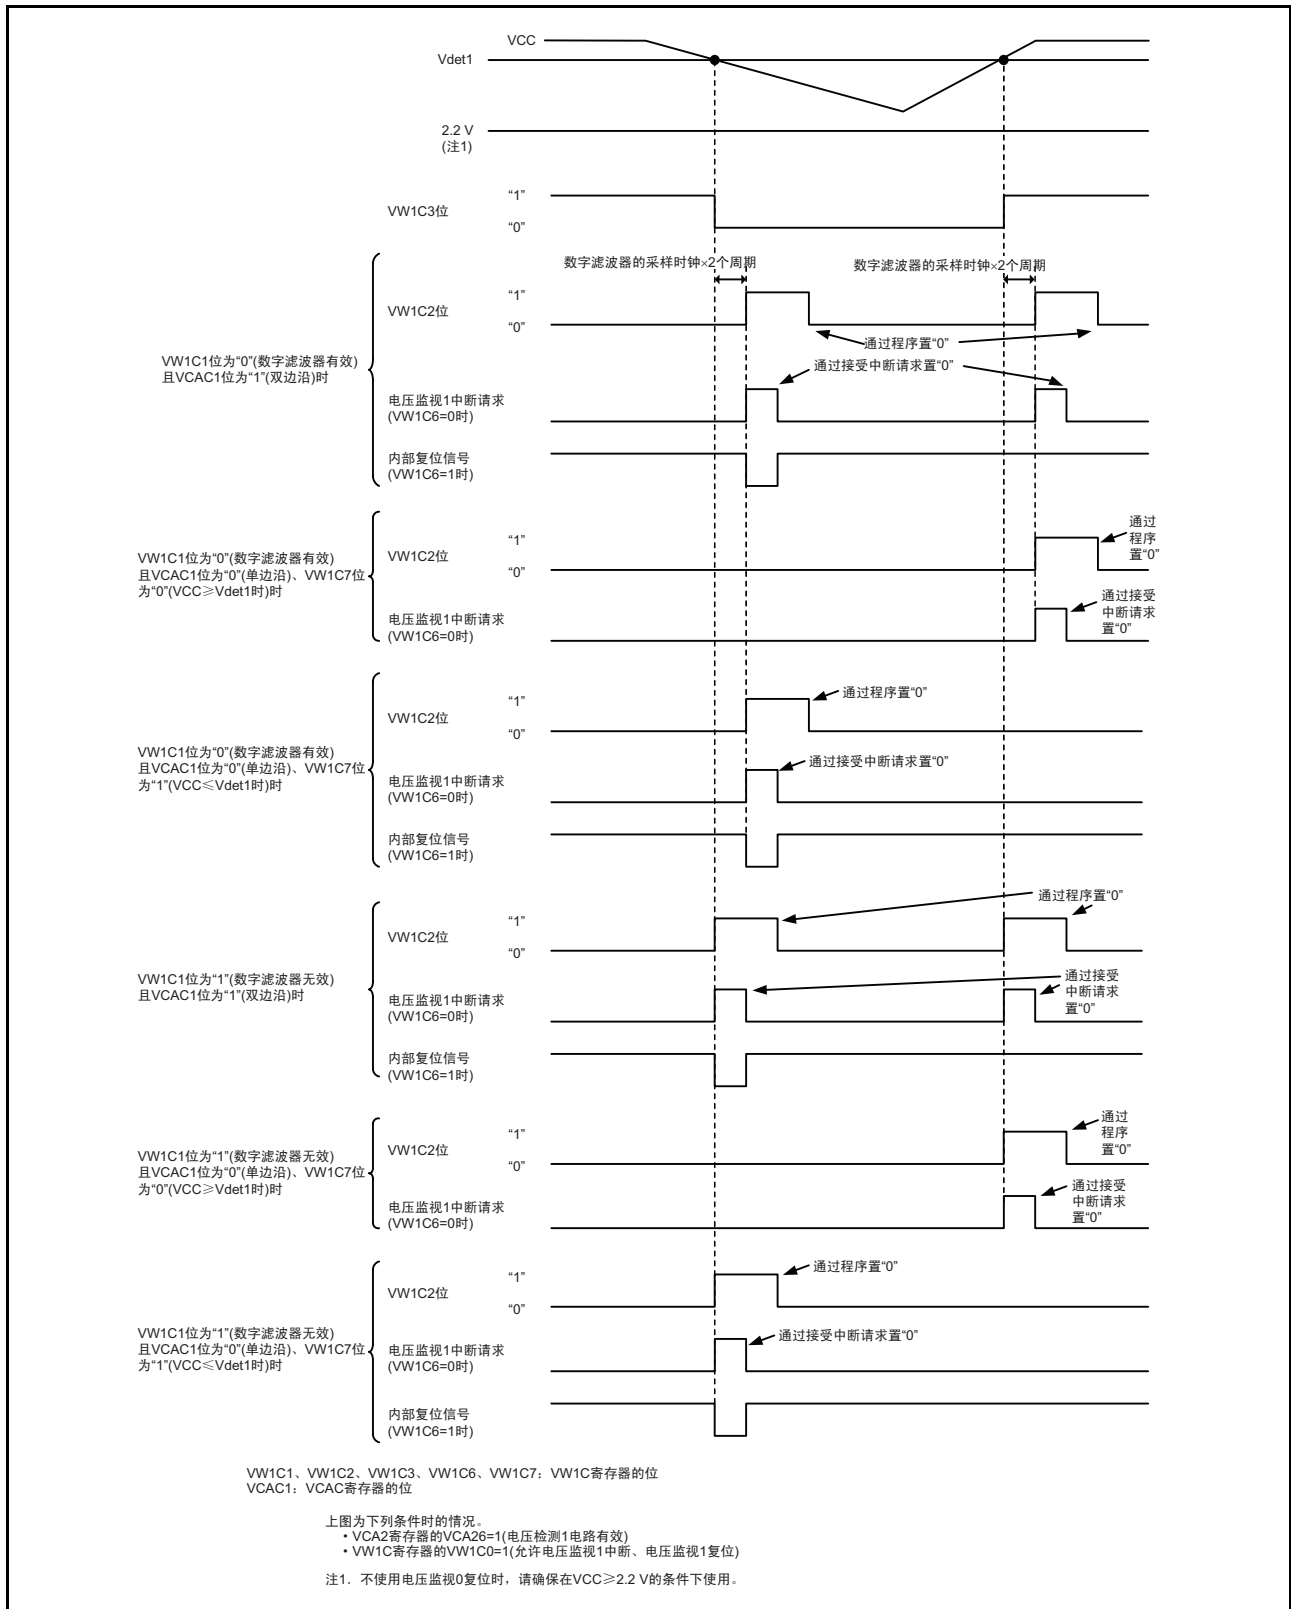 VCC
Vdet1
2.2 V
(注1)
VW1C3位
“1”
“0”
数字滤波器的采样时钟×2个周期
数字滤波器的采样时钟×2个周期
VW1C1位为“0”(数字滤波器有效)
且VCAC1位为“1”(双边沿)时
VW1C2位
“1”
“0”
通过程序置“0”
通过接受中断请求置“0”
电压监视1中断请求
(VW1C6=0时)
内部复位信号
(VW1C6=1时)
VW1C1位为“0”(数字滤波器有效)
且VCAC1位为“0”(单边沿)、VW1C7位
为“0”(VCC≥Vdet1时)时
VW1C2位
“1”
“0”
通过
程序
置“0”
电压监视1中断请求
(VW1C6=0时)
通过接受
中断请求
置“0”
VW1C1位为“0”(数字滤波器有效)
且VCAC1位为“0”(单边沿)、VW1C7位
为“1”(VCC≤Vdet1时)时
VW1C2位
“1”
“0”
通过程序置“0”
电压监视1中断请求
(VW1C6=0时)
通过接受中断请求置“0”
内部复位信号
(VW1C6=1时)
VW1C1位为“1”(数字滤波器无效)
且VCAC1位为“1”(双边沿)时
VW1C2位
“1”
“0”
通过程序置“0”
电压监视1中断请求
(VW1C6=0时)
通过接受
中断请求
置“0”
内部复位信号
(VW1C6=1时)
VW1C1位为“1”(数字滤波器无效)
且VCAC1位为“0”(单边沿)、VW1C7位
为“0”(VCC≥Vdet1时)时
VW1C2位
“1”
“0”
通过
程序
置“0”
电压监视1中断请求
(VW1C6=0时)
通过接受
中断请求
置“0”
VW1C1位为“1”(数字滤波器无效)
且VCAC1位为“0”(单边沿)、VW1C7位
为“1”(VCC≤Vdet1时)时
VW1C2位
“1”
“0”
通过程序置“0”
电压监视1中断请求
(VW1C6=0时)
通过接受中断请求置“0”
内部复位信号
(VW1C6=1时)
VW1C1、VW1C2、VW1C3、VW1C6、VW1C7：VW1C寄存器的位
VCAC1：VCAC寄存器的位
上图为下列条件时的情况。
• VCA2寄存器的VCA26=1(电压检测1电路有效)
• VW1C寄存器的VW1C0=1(允许电压监视1中断、电压监视1复位)
注1. 不使用电压监视0复位时，请确保在VCC≥2.2 V的条件下使用。